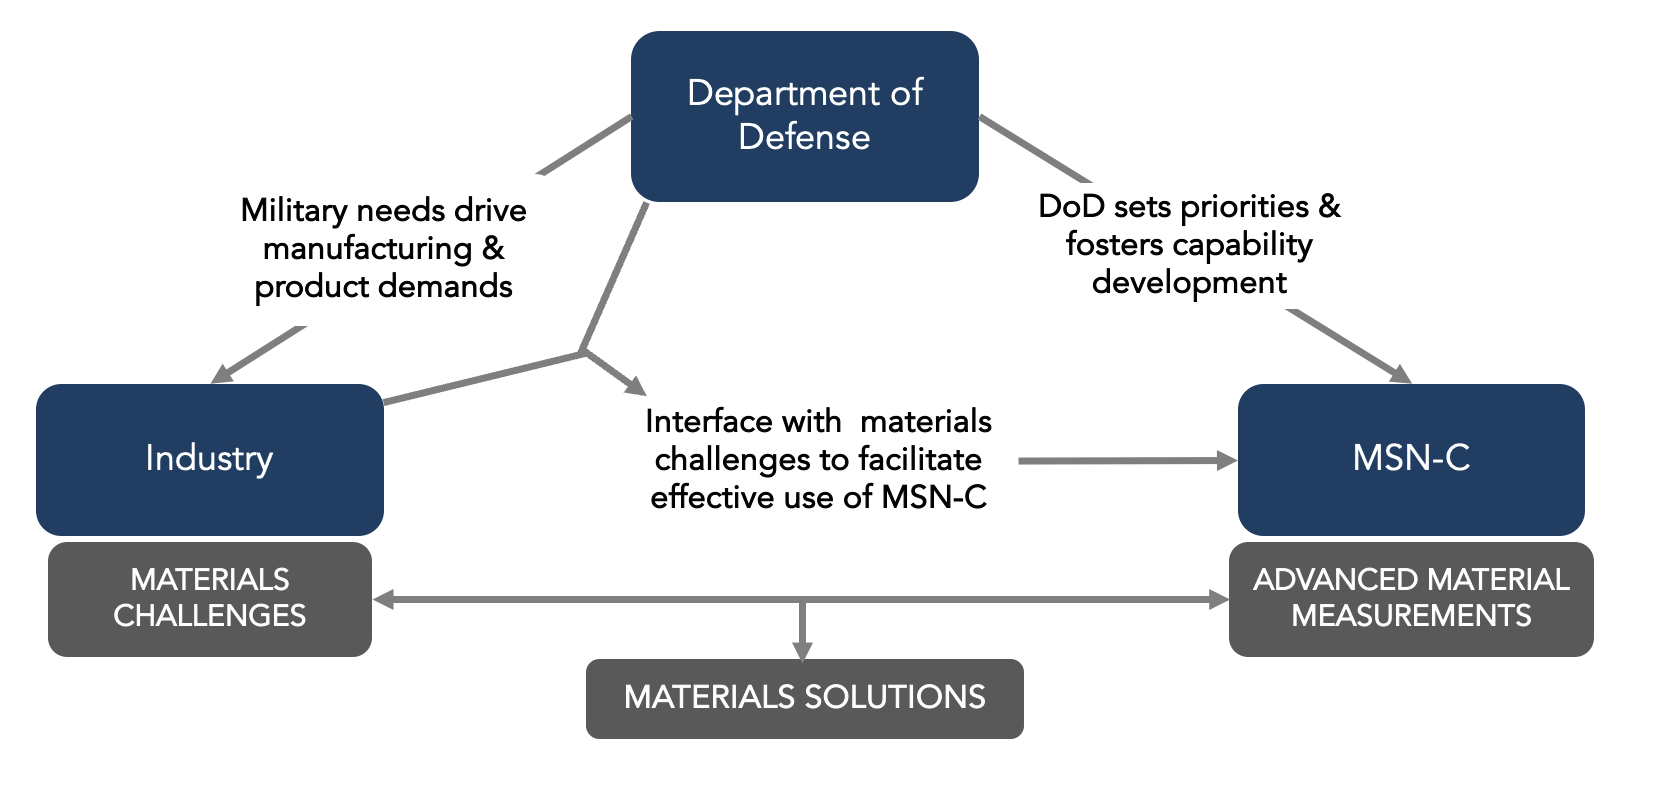 Department of
Defense
Military needs drive
manufacturing &
product demands
DoD sets priorities &
fosters capability
development
Industry
Interface with  materials
challenges to facilitate
effective use of MSN-C
MSN-C
MATERIALS
CHALLENGES
ADVANCED MATERIAL
MEASUREMENTS
MATERIALS SOLUTIONS